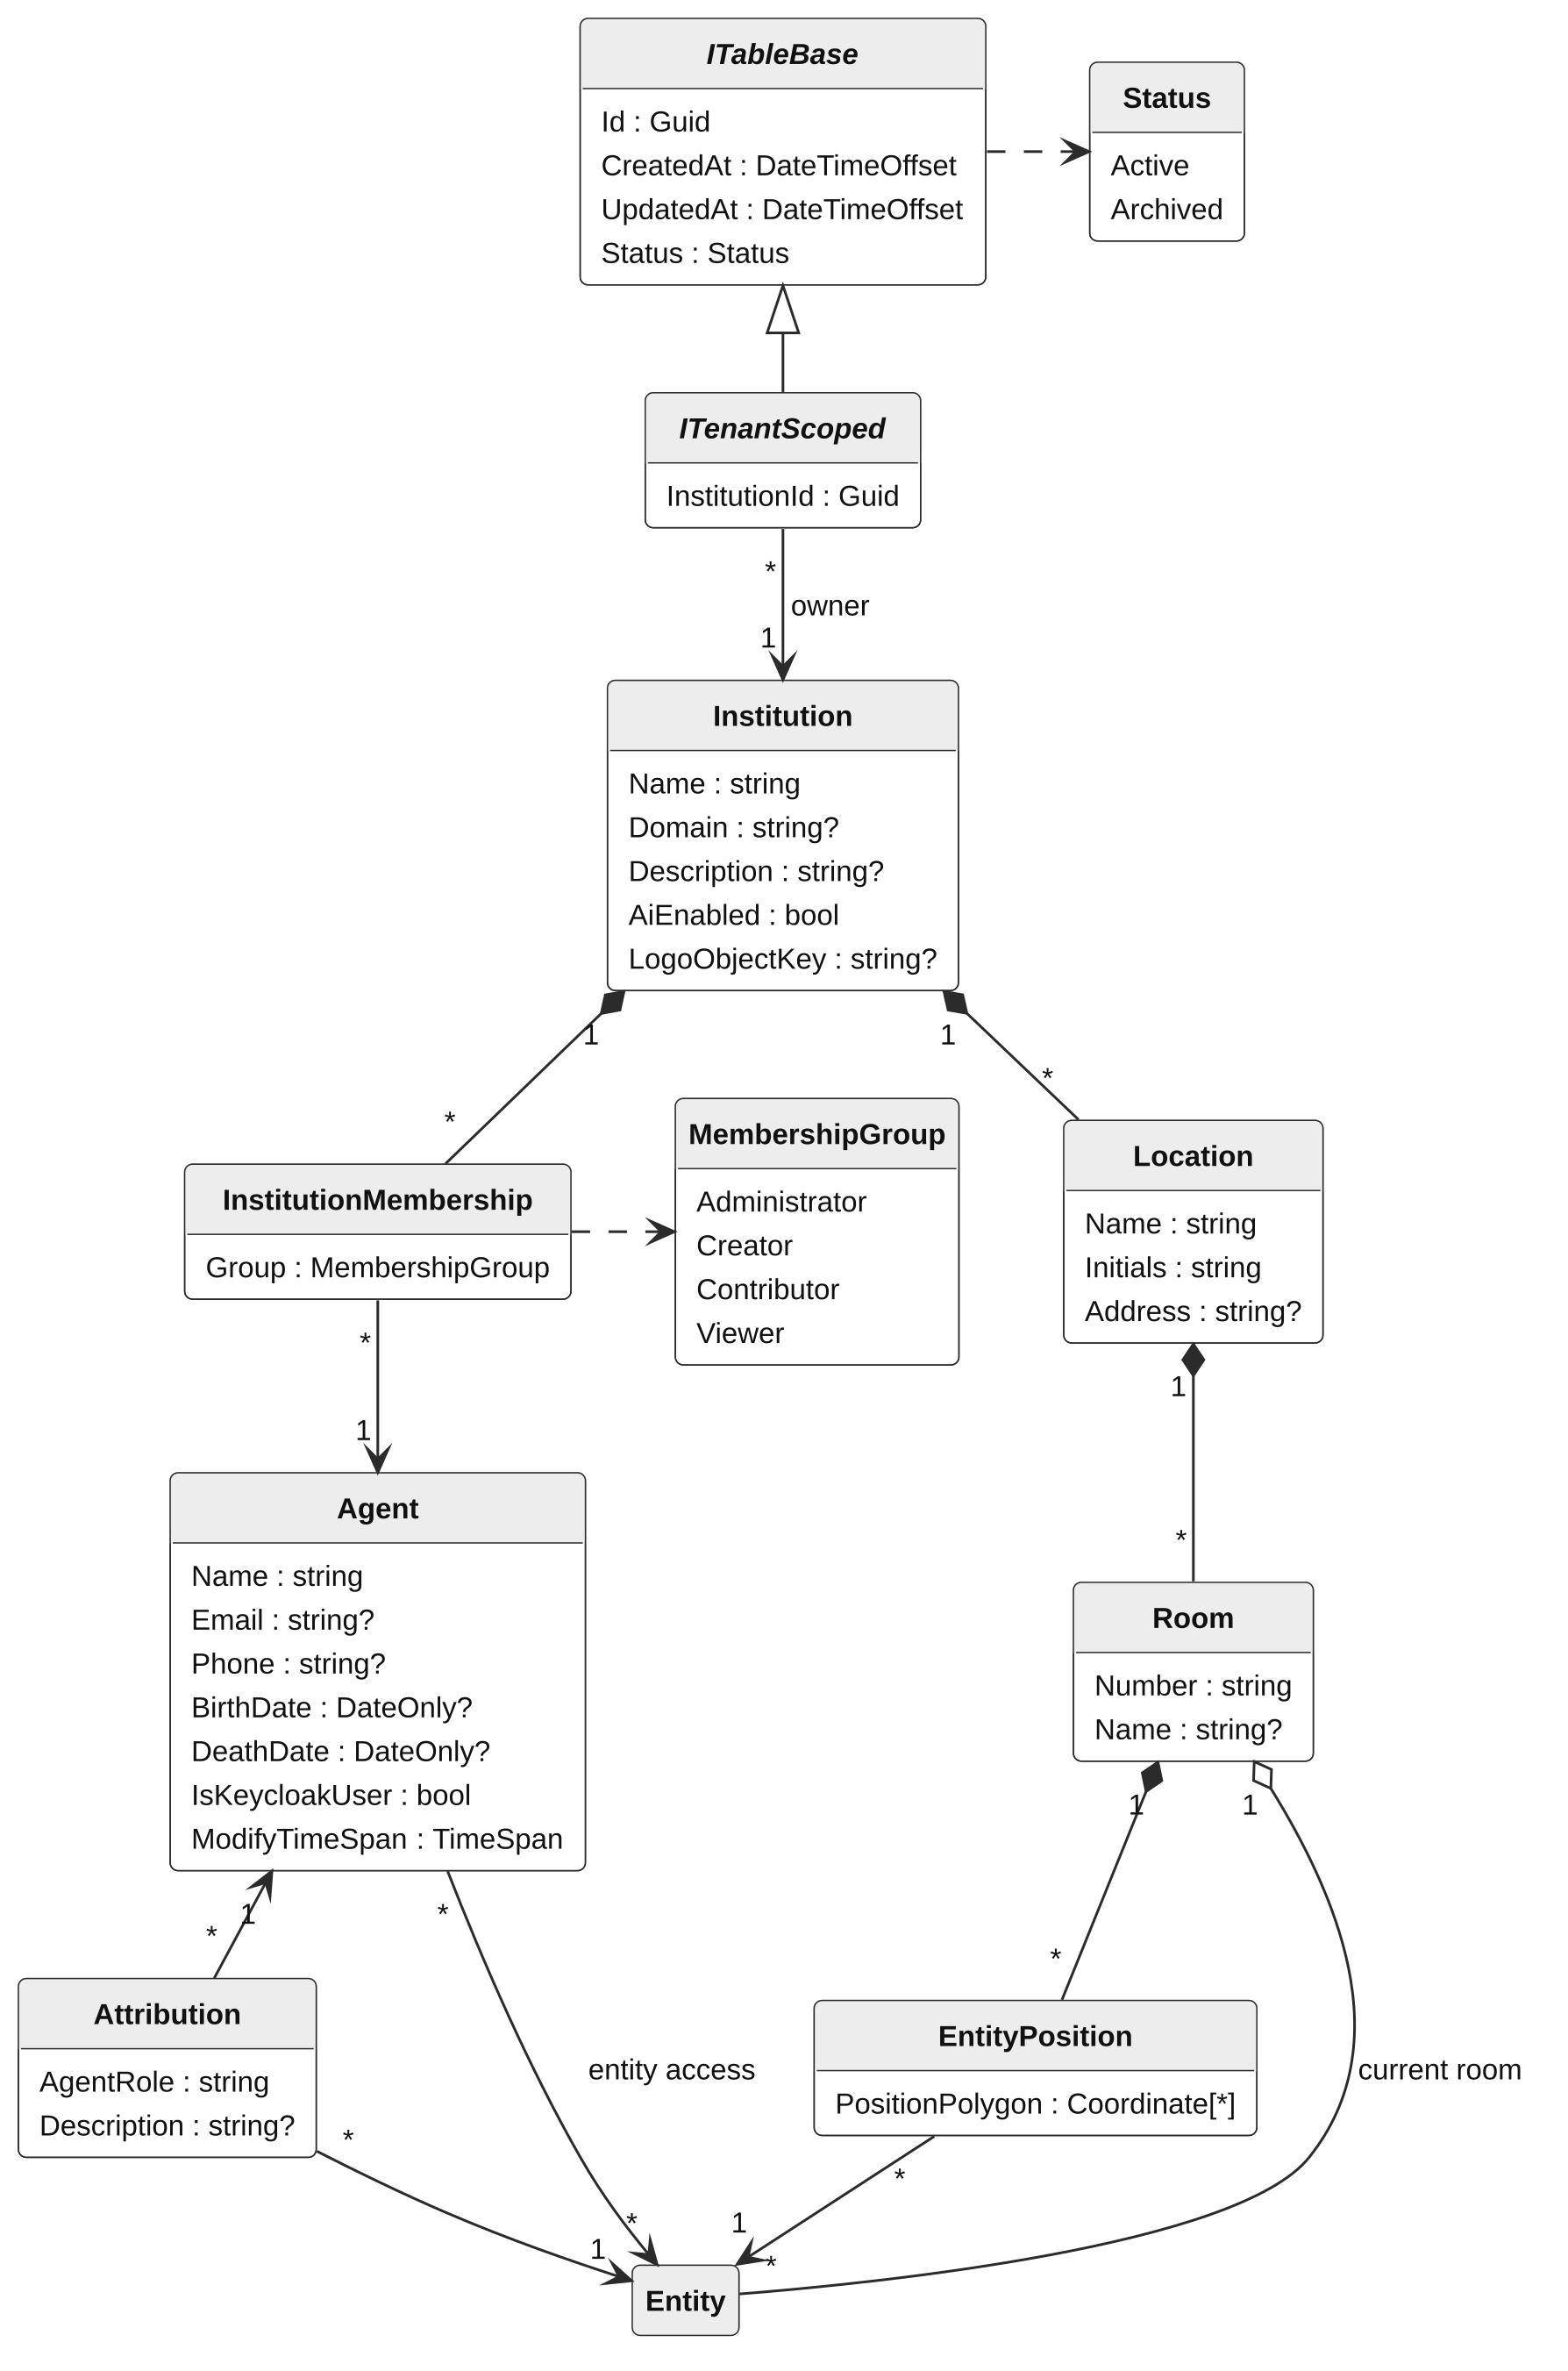 ITableBase
Id : Guid
CreatedAt : DateTimeOffset
UpdatedAt : DateTimeOffset
Status : Status
Status
Active
Archived
ITenantScoped
InstitutionId : Guid
*
owner
1
Institution
Name : string
Domain : string?
Description : string?
AiEnabled : bool
LogoObjectKey : string?
1
*
1
*
InstitutionMembership
Group : MembershipGroup
MembershipGroup
Administrator
Creator
Contributor
Viewer
Location
Name : string
Initials : string
Address : string?
*
1
1
*
Agent
Name : string
Email : string?
Phone : string?
BirthDate : DateOnly?
DeathDate : DateOnly?
IsKeycloakUser : bool
ModifyTimeSpan : TimeSpan
Room
Number : string
Name : string?
1
*
*
1
1
*
Attribution
AgentRole : string
Description : string?
entity access
EntityPosition
PositionPolygon : Coordinate[*]
current room
*
1
*
*
1
*
Entity